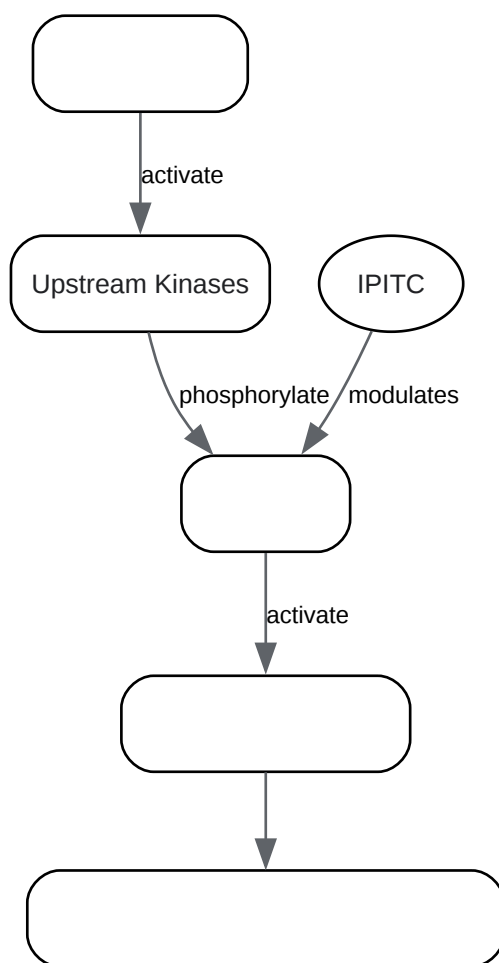 activate
Upstream Kinases
IPITC
phosphorylate
modulates
activate